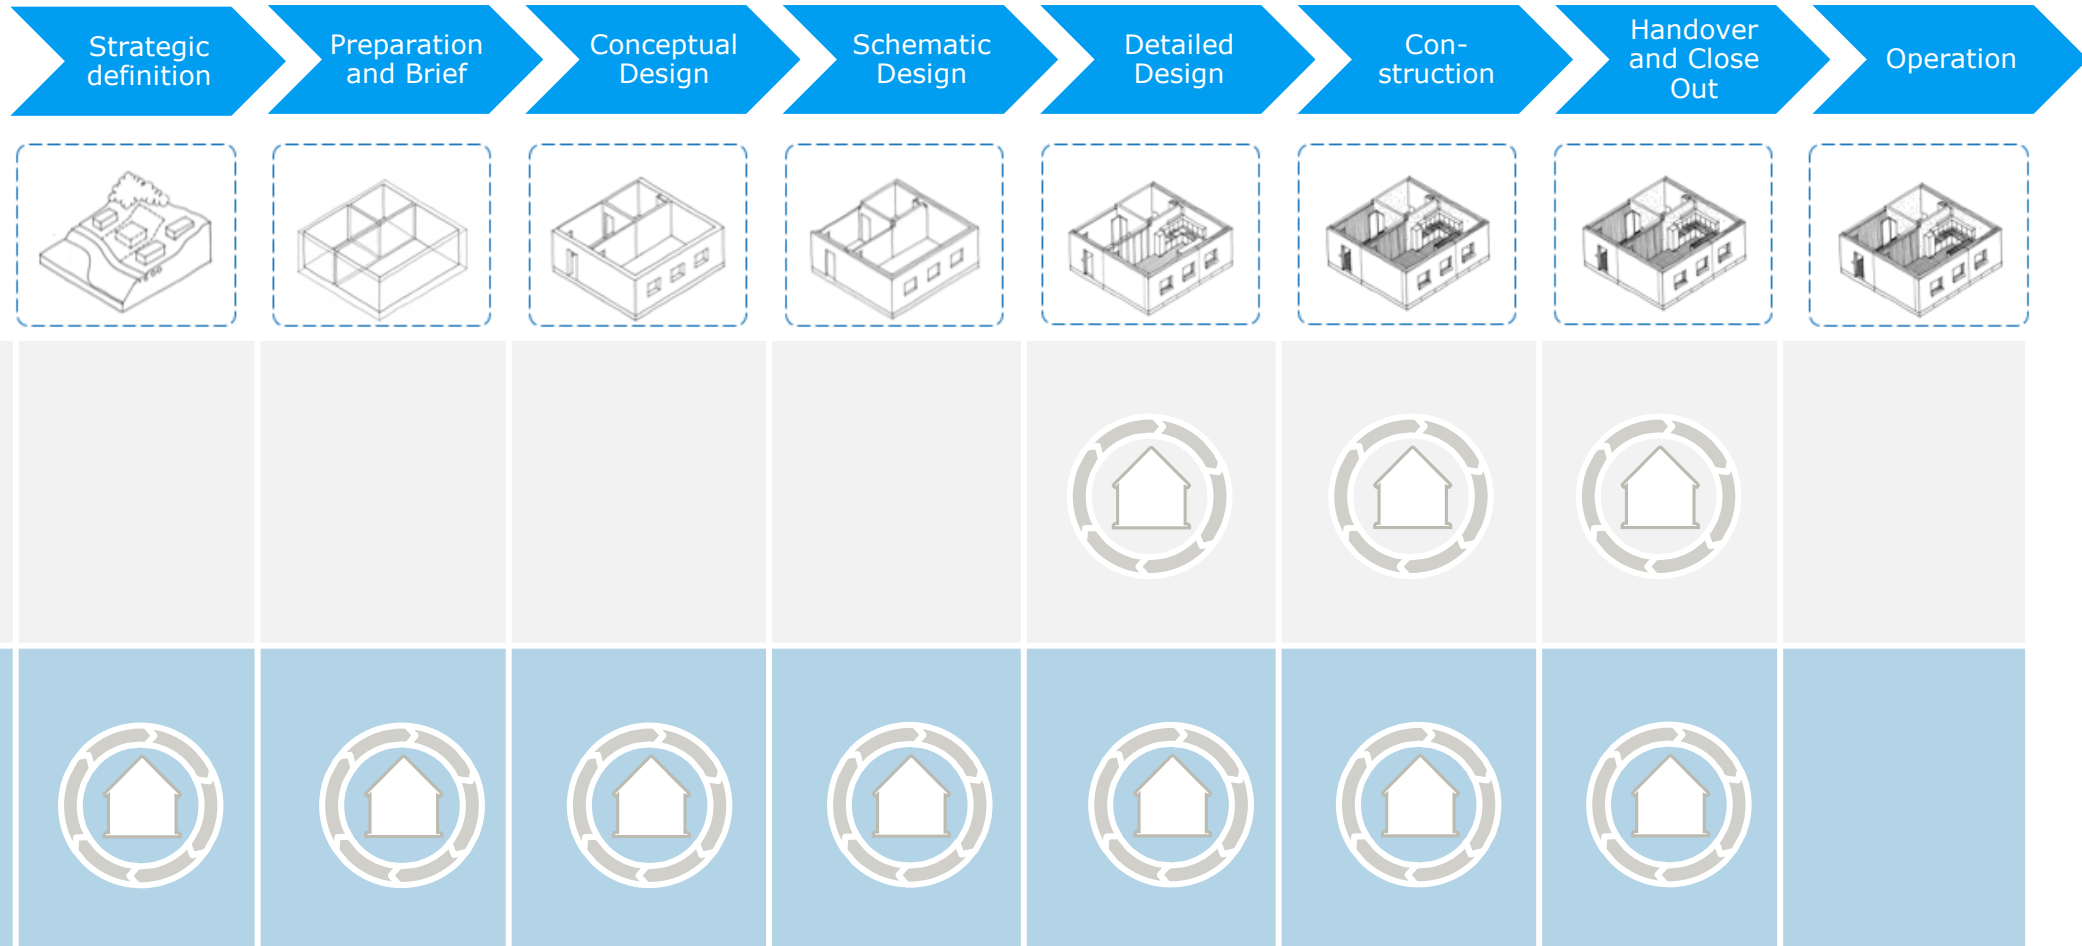 Strategic
definition
Preparation
and Brief
Conceptual
Design
Schematic
Design
Detailed
Design
Con-
struction
Handover
and Close
Out
Operation